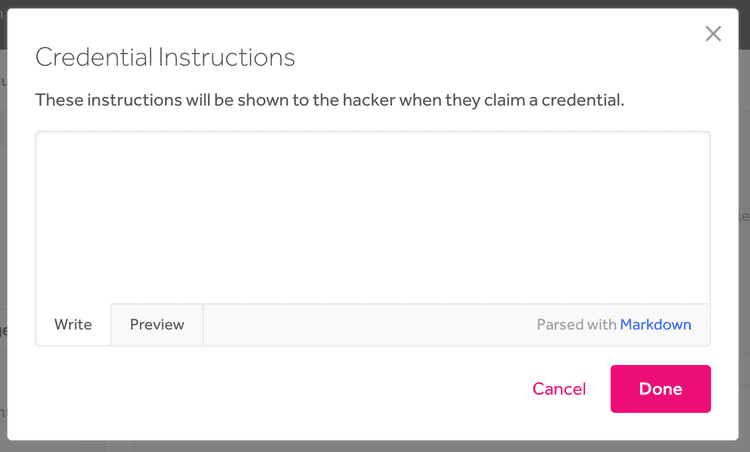 Credential Instructions
These instructions will be shown to the hacker when they claim a credential.
Write Preview Parsed with Markdown
Cancel Done